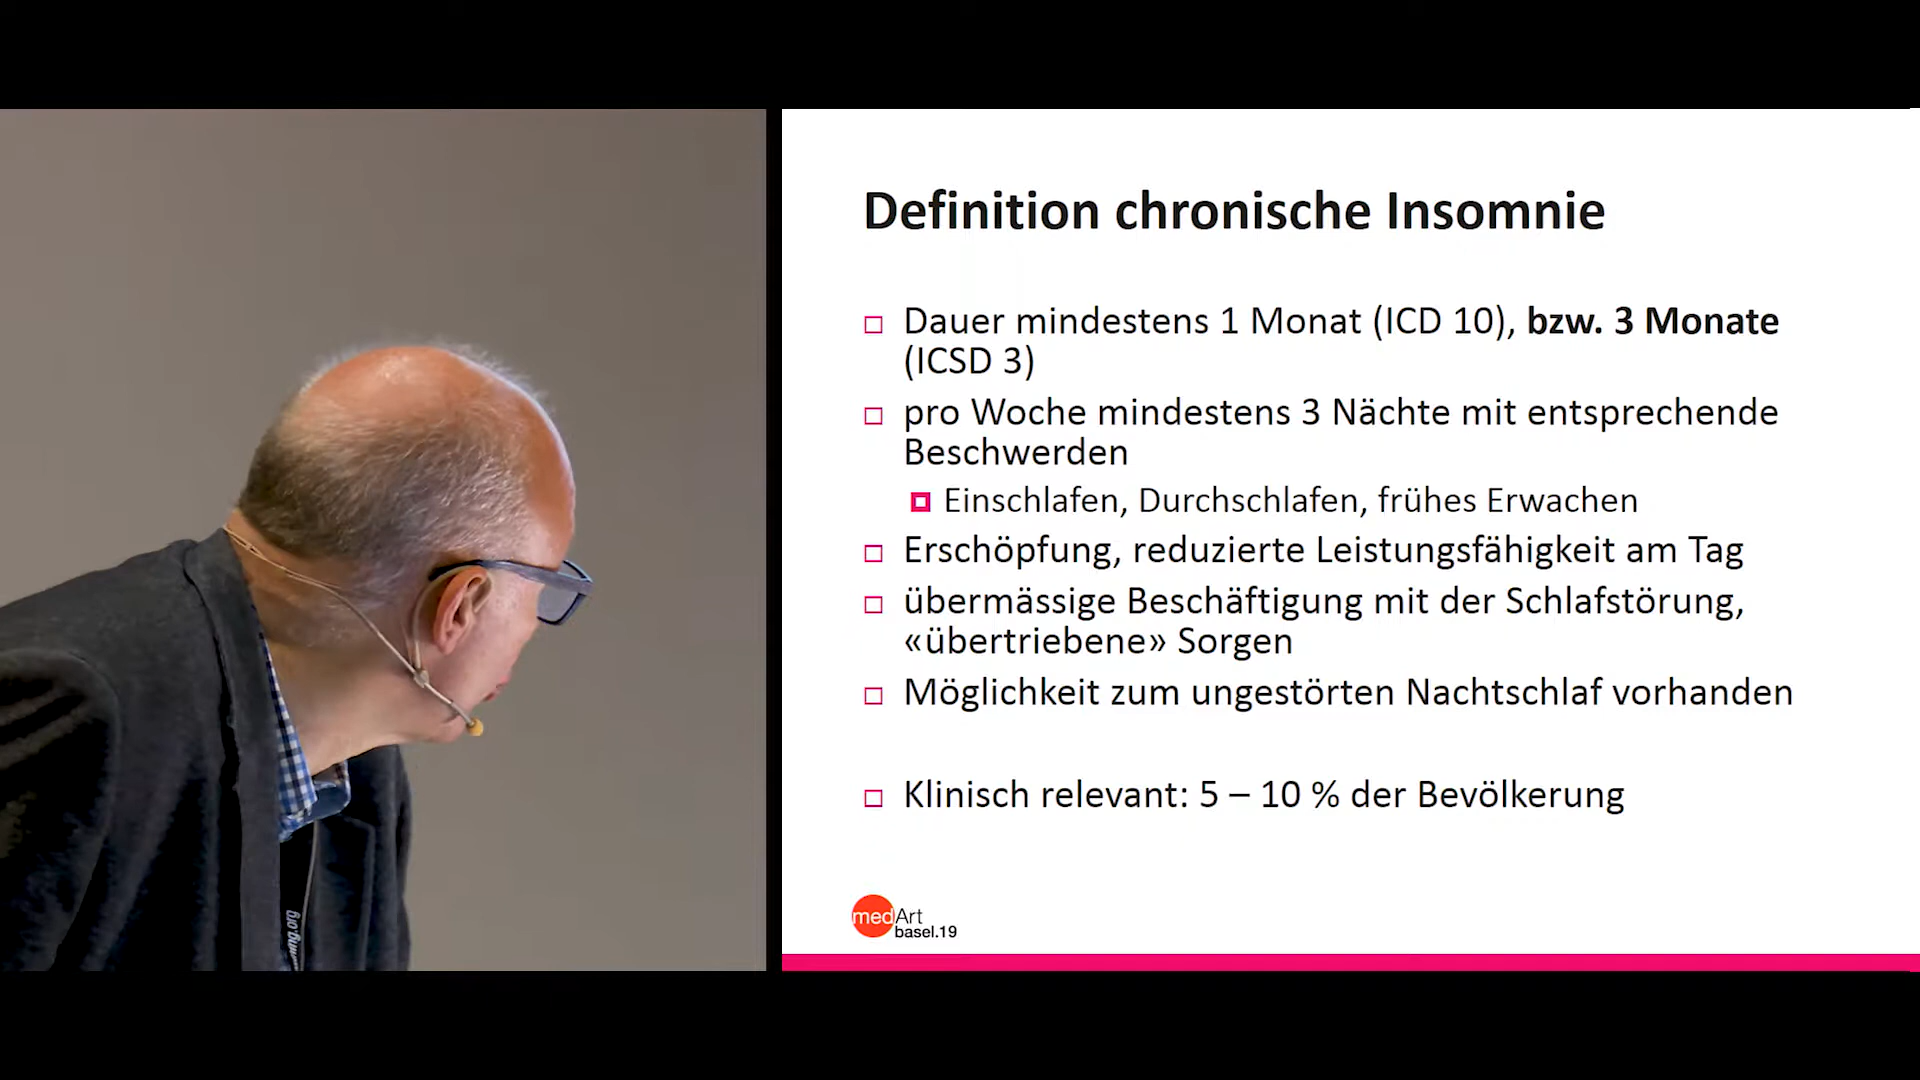 Definition chronische Insomnie
Dauer mindestens 1 Monat (ICD 10), bzw. 3 Monate
(ICSD 3)
pro Woche mindestens 3 Nächte mit entsprechende
Beschwerden
Einschlafen, Durchschlafen, frühes Erwachen
Erschöpfung, reduzierte Leistungsfähigkeit am Tag
übermässige Beschäftigung mit der Schlafstörung,
«übertriebene» Sorgen
Möglichkeit zum ungestörten Nachtschlaf vorhanden
Klinisch relevant: 5 – 10 % der Bevölkerung
medArt
basel.19